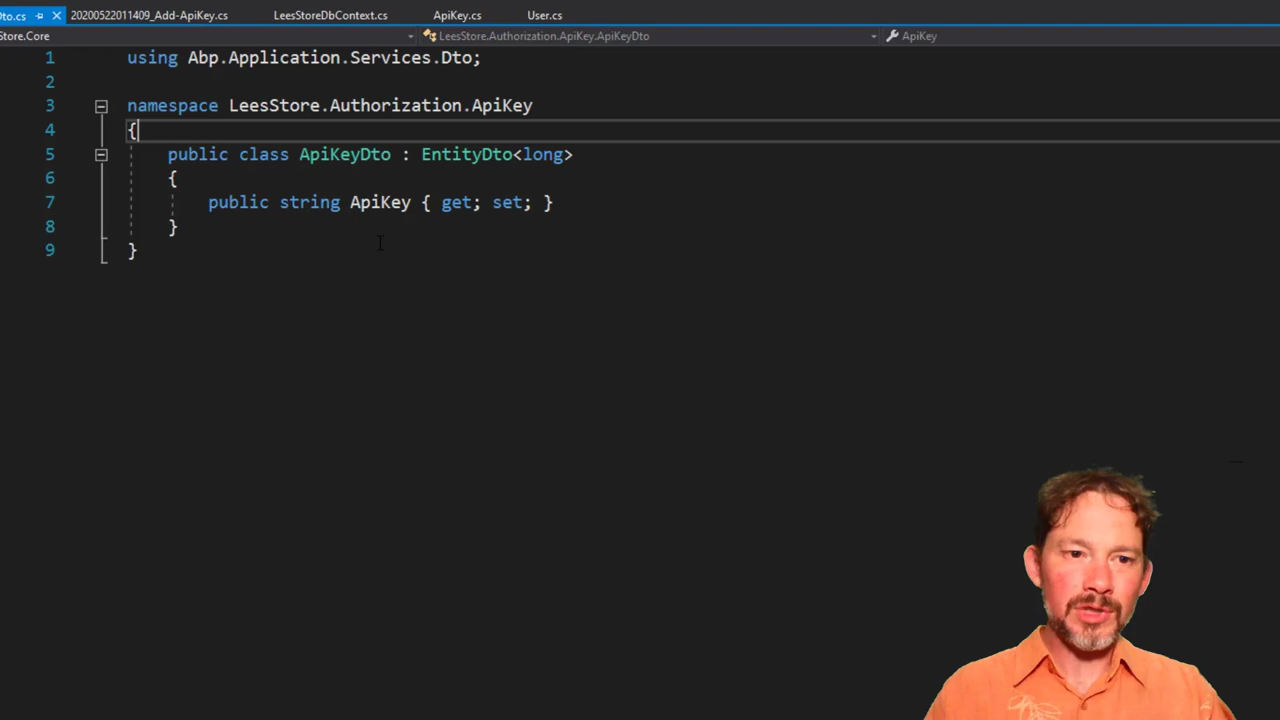 Dto.cs 20200522011409_Add-ApiKey.cs LeesStoreDbContext.cs ApiKey.cs User.cs
Store.Core LeesStore.Authorization.ApiKey.ApiKeyDto ApiKey
1 using Abp.Application.Services.Dto;
2
3 namespace LeesStore.Authorization.ApiKey
4 {
5 public class ApiKeyDto : EntityDto<long>
6 {
7 public string ApiKey { get; set; }
8 }
9 }